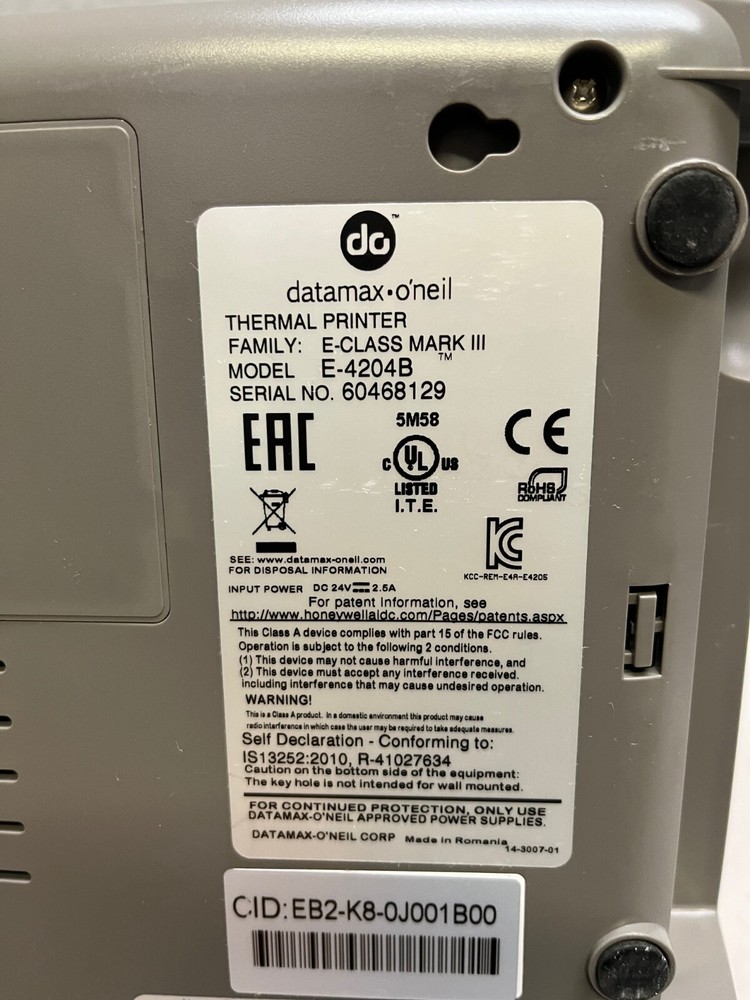 do™
datamax•o'neil
THERMAL PRINTER
FAMILY: E-CLASS MARK III
MODEL E-4204B™
SERIAL NO. 60468129
EAC
5M58
CE
C UL US
LISTED
I.T.E.
RoHS
COMPLIANT
KC
KCC-REM-E4R-E4205
SEE: www.datamax-oneil.com
FOR DISPOSAL INFORMATION
INPUT POWER DC 24V⎓ 2.5A
For patent information, see
http://www.honeywellaidc.com/Pages/patents.aspx
This Class A device complies with part 15 of the FCC rules.
Operation is subject to the following 2 conditions.
(1) This device may not cause harmful interference, and
(2) This device must accept any interference received.
including interference that may cause undesired operation.
WARNING!
This is a Class A product. In a domestic environment this product may cause
radio interference in which case the user may be required to take adequate measures.
Self Declaration - Conforming to:
IS13252:2010, R-41027634
Caution on the bottom side of the equipment:
The key hole is not intended for wall mounted.
FOR CONTINUED PROTECTION, ONLY USE
DATAMAX-O'NEIL APPROVED POWER SUPPLIES.
DATAMAX-O'NEIL CORP Made in Romania
14-3007-01
CID:EB2-K8-0J001B00